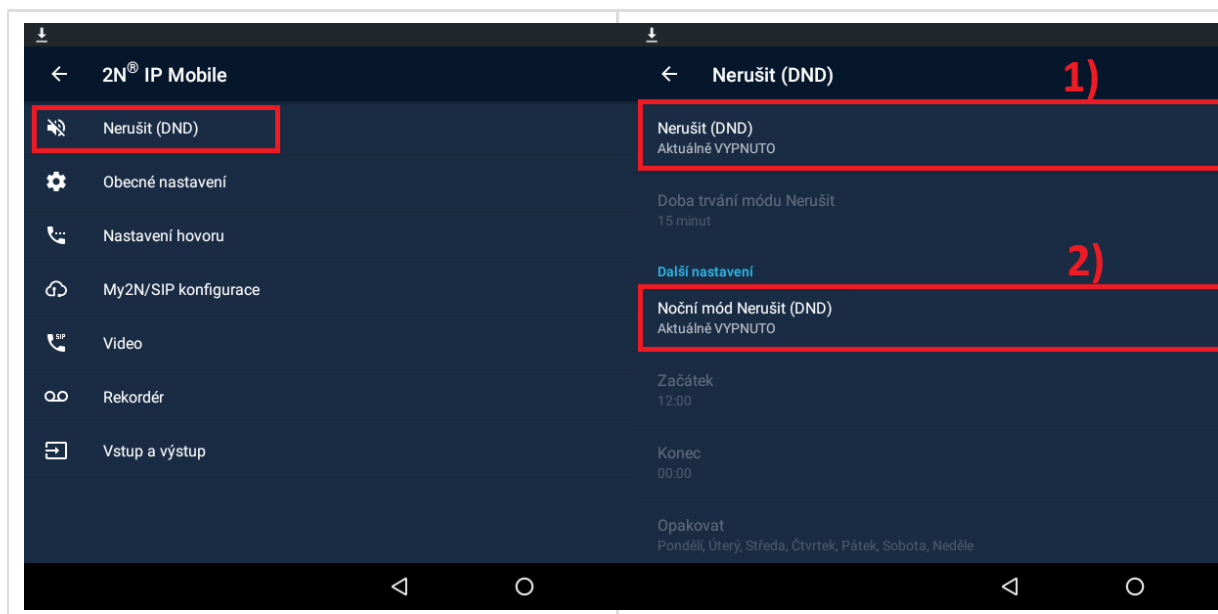 2N® IP Mobile
Nerušit (DND)
Obecné nastavení
Nastavení hovoru
My2N/SIP konfigurace
SIP
Video
Rekordér
Vstup a výstup
Nerušit (DND)
1)
Nerušit (DND)
Aktuálně VYPNUTO
Doba trvání módu Nerušit
15 minut
Další nastavení
2)
Noční mód Nerušit (DND)
Aktuálně VYPNUTO
Začátek
12:00
Konec
00:00
Opakovat
Pondělí, Úterý, Středa, Čtvrtek, Pátek, Sobota, Neděle